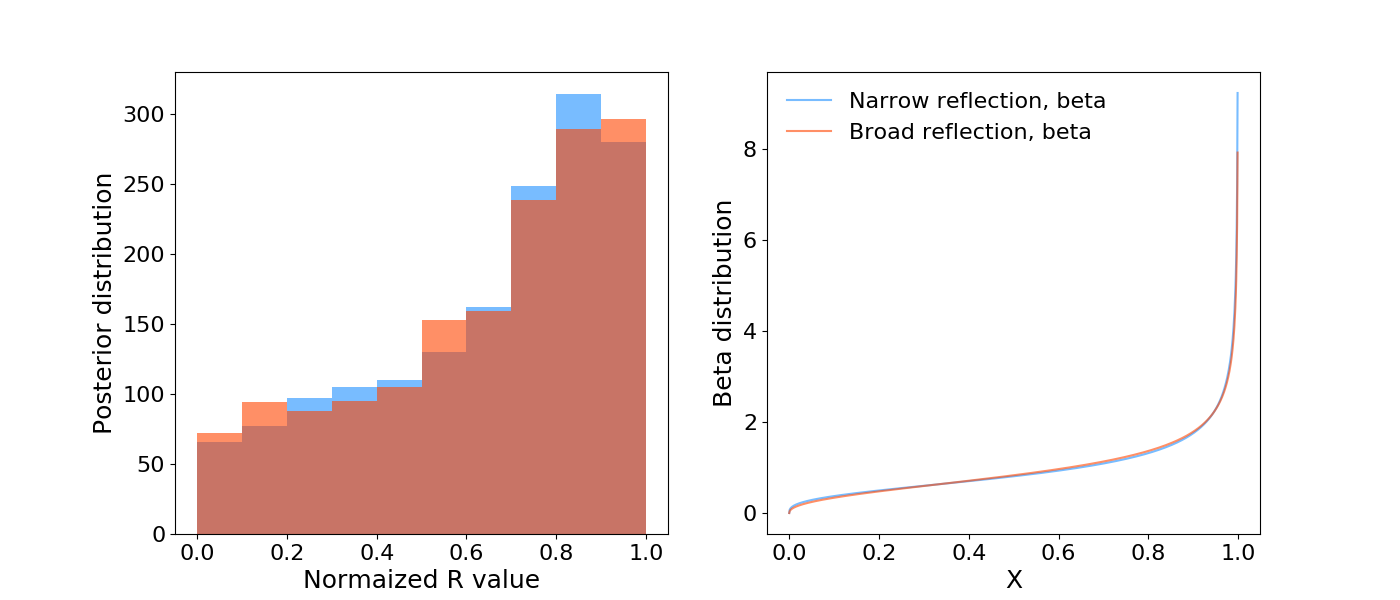 Posterior distribution
300
250
200
150
100
50
0
0.0 0.2 0.4 0.6 0.8 1.0
Normaized R value
Beta distribution
8
6
4
2
0
0.0 0.2 0.4 0.6 0.8 1.0
X
Narrow reflection, beta
Broad reflection, beta